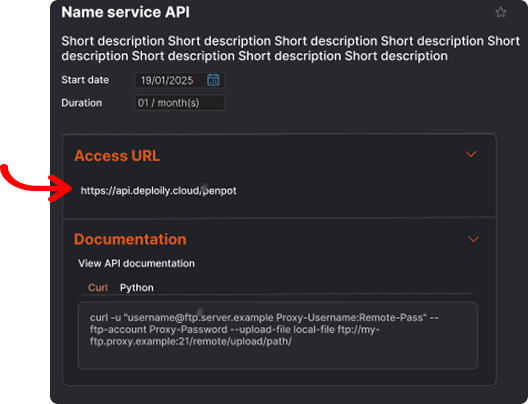 Name service API
Short description Short description Short description Short description Short
description Short description Short description Short description
Start date 19/01/2025
Duration 01 / month(s)
Access URL
https://api.deploily.cloud/penpot
Documentation
View API documentation
Curl Python
curl -u "username@ftp.server.example Proxy-Username:Remote-Pass" --
ftp-account Proxy-Password --upload-file local-file ftp://my-
ftp.proxy.example:21/remote/upload/path/